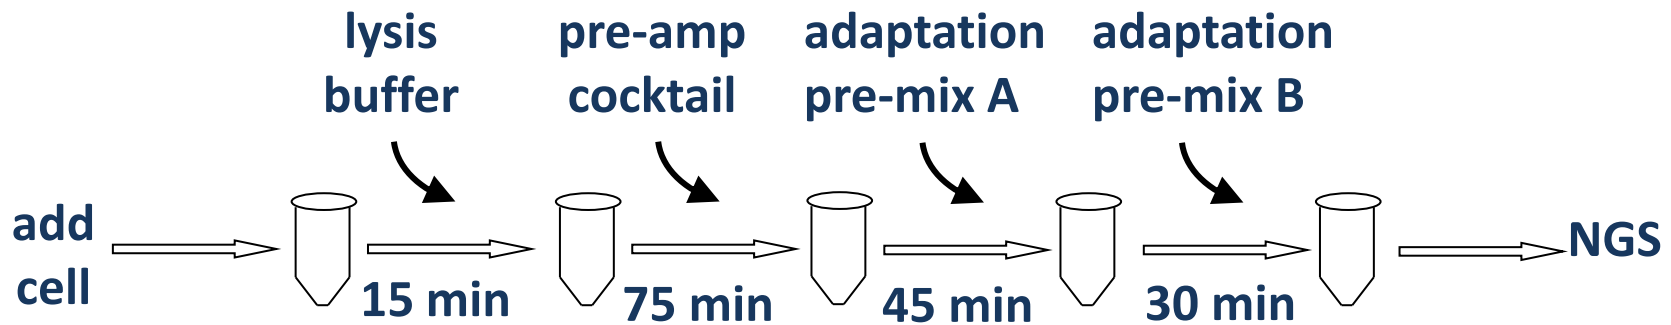 lysis
buffer
pre-amp
cocktail
adaptation
pre-mix A
adaptation
pre-mix B
add
cell
15 min
75 min
45 min
30 min
NGS